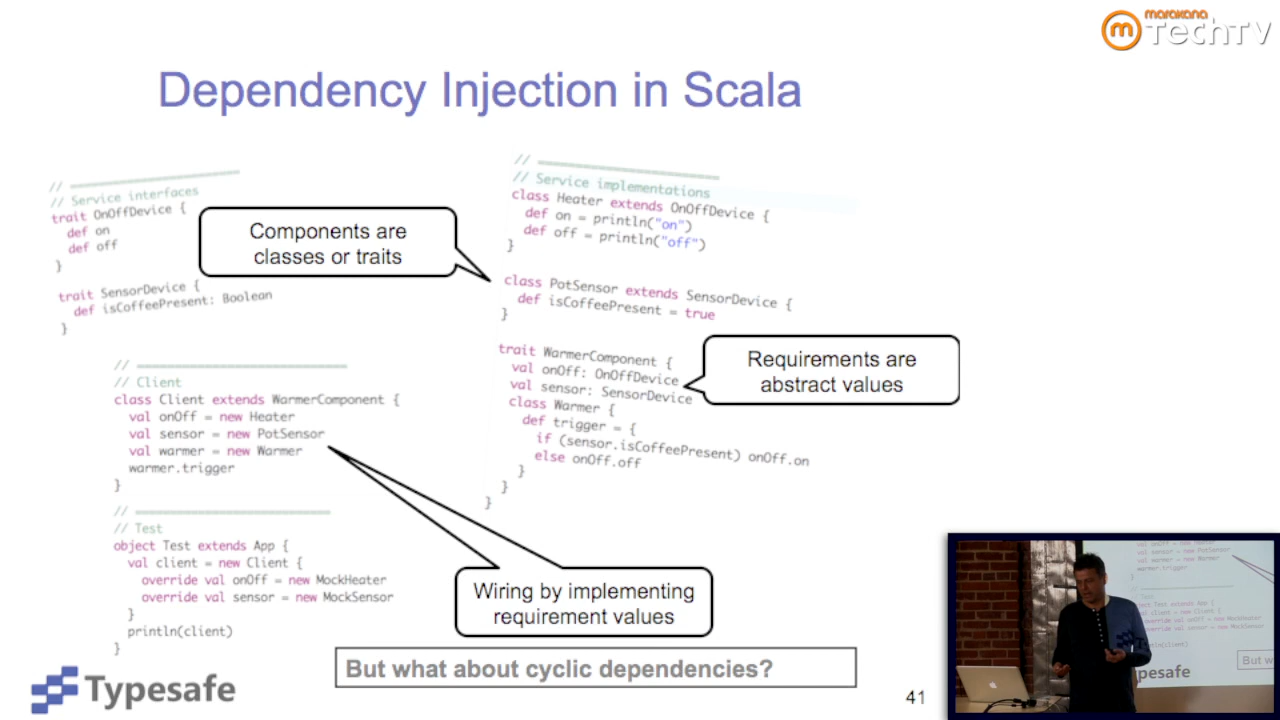 marakana
TechTV
Dependency Injection in Scala
// ══════════════════
// Service interfaces
trait OnOffDevice {
def on
def off
}
trait SensorDevice {
def isCoffeePresent: Boolean
}
Components are
classes or traits
// ══════════════════
// Service implementations
class Heater extends OnOffDevice {
def on = println("on")
def off = println("off")
}
class PotSensor extends SensorDevice {
def isCoffeePresent = true
}
trait WarmerComponent {
val onOff: OnOffDevice
val sensor: SensorDevice
class Warmer {
def trigger = {
if (sensor.isCoffeePresent) onOff.on
else onOff.off
}
}
}
Requirements are
abstract values
// ══════════════════
// Client
class Client extends WarmerComponent {
val onOff = new Heater
val sensor = new PotSensor
val warmer = new Warmer
warmer.trigger
}
// ══════════════════
// Test
object Test extends App {
val client = new Client {
override val onOff = new MockHeater
override val sensor = new MockSensor
}
println(client)
}
Wiring by implementing
requirement values
But what about cyclic dependencies?
Typesafe
41